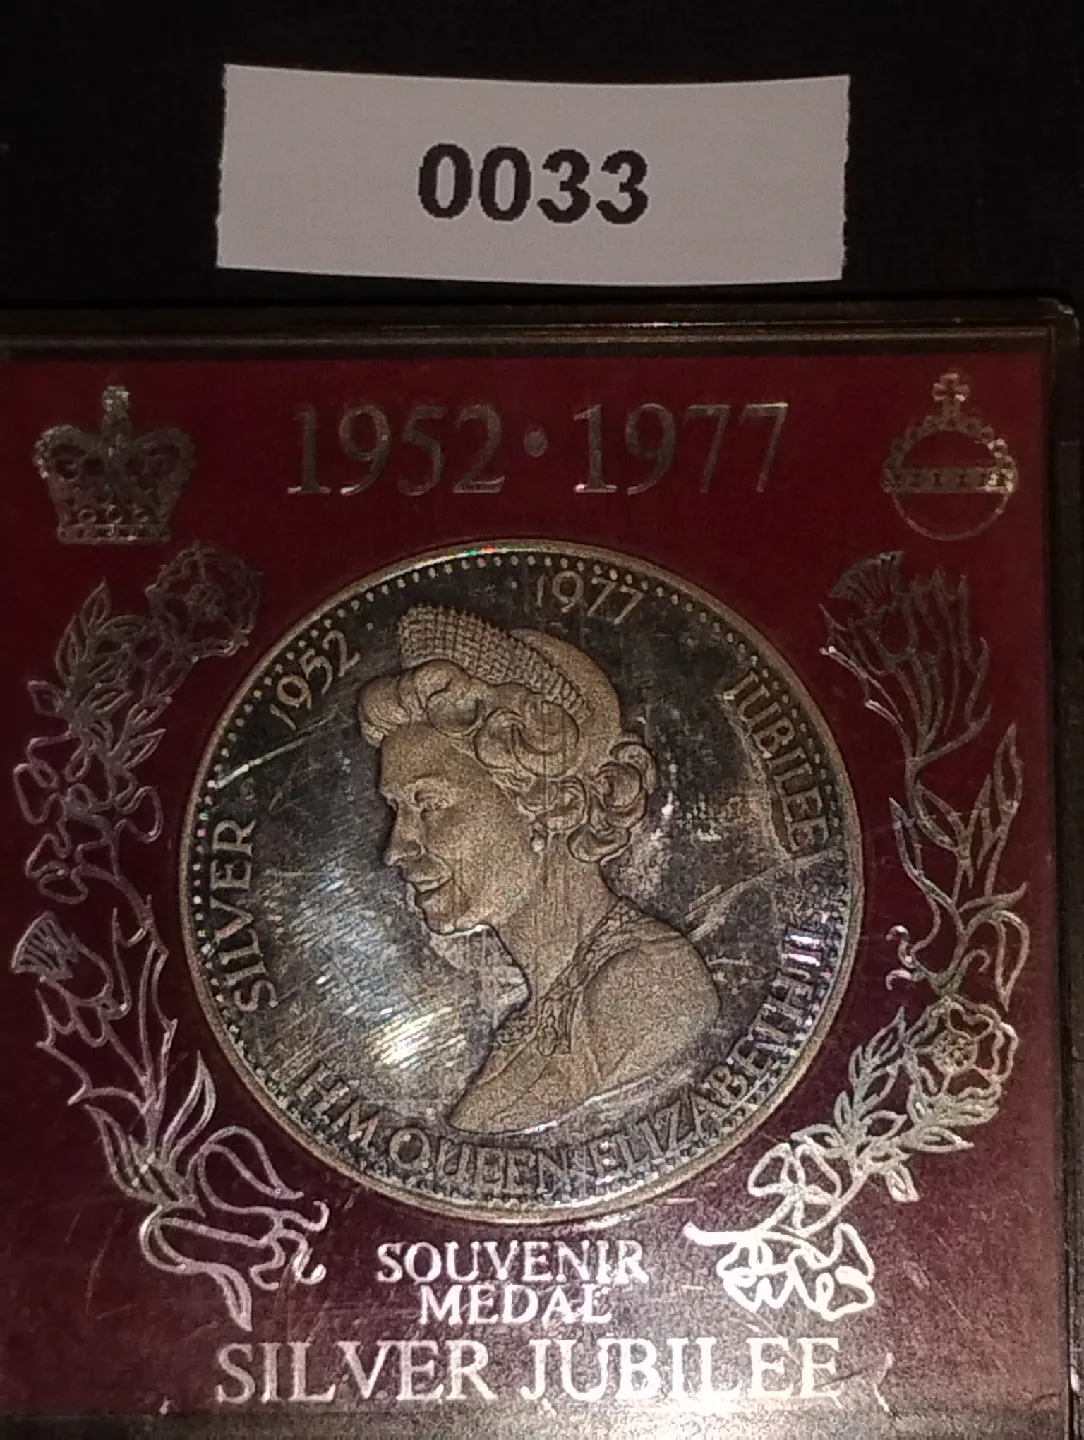 0033
1952 · 1977
1952 · 1977
SILVER
JUBILEE
H.M. QUEEN ELIZABETH II
SOUVENIR
MEDAL
SILVER JUBILEE